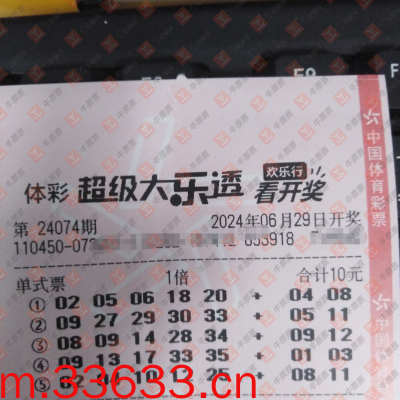 F9
中国体育彩票
体彩 超级大乐透 欢乐行 看开奖
第 24074期 2024年06月29日开奖
110450-07
单式票 1倍 合计10元
① 02 05 06 18 20 + 04 08
② 09 27 29 30 33 + 05 11
③ 08 09 14 28 34 + 09 12
④ 09 13 17 33 35 + 01 03
⑤ 12 25 + 08 11
中国
m.33633.cn